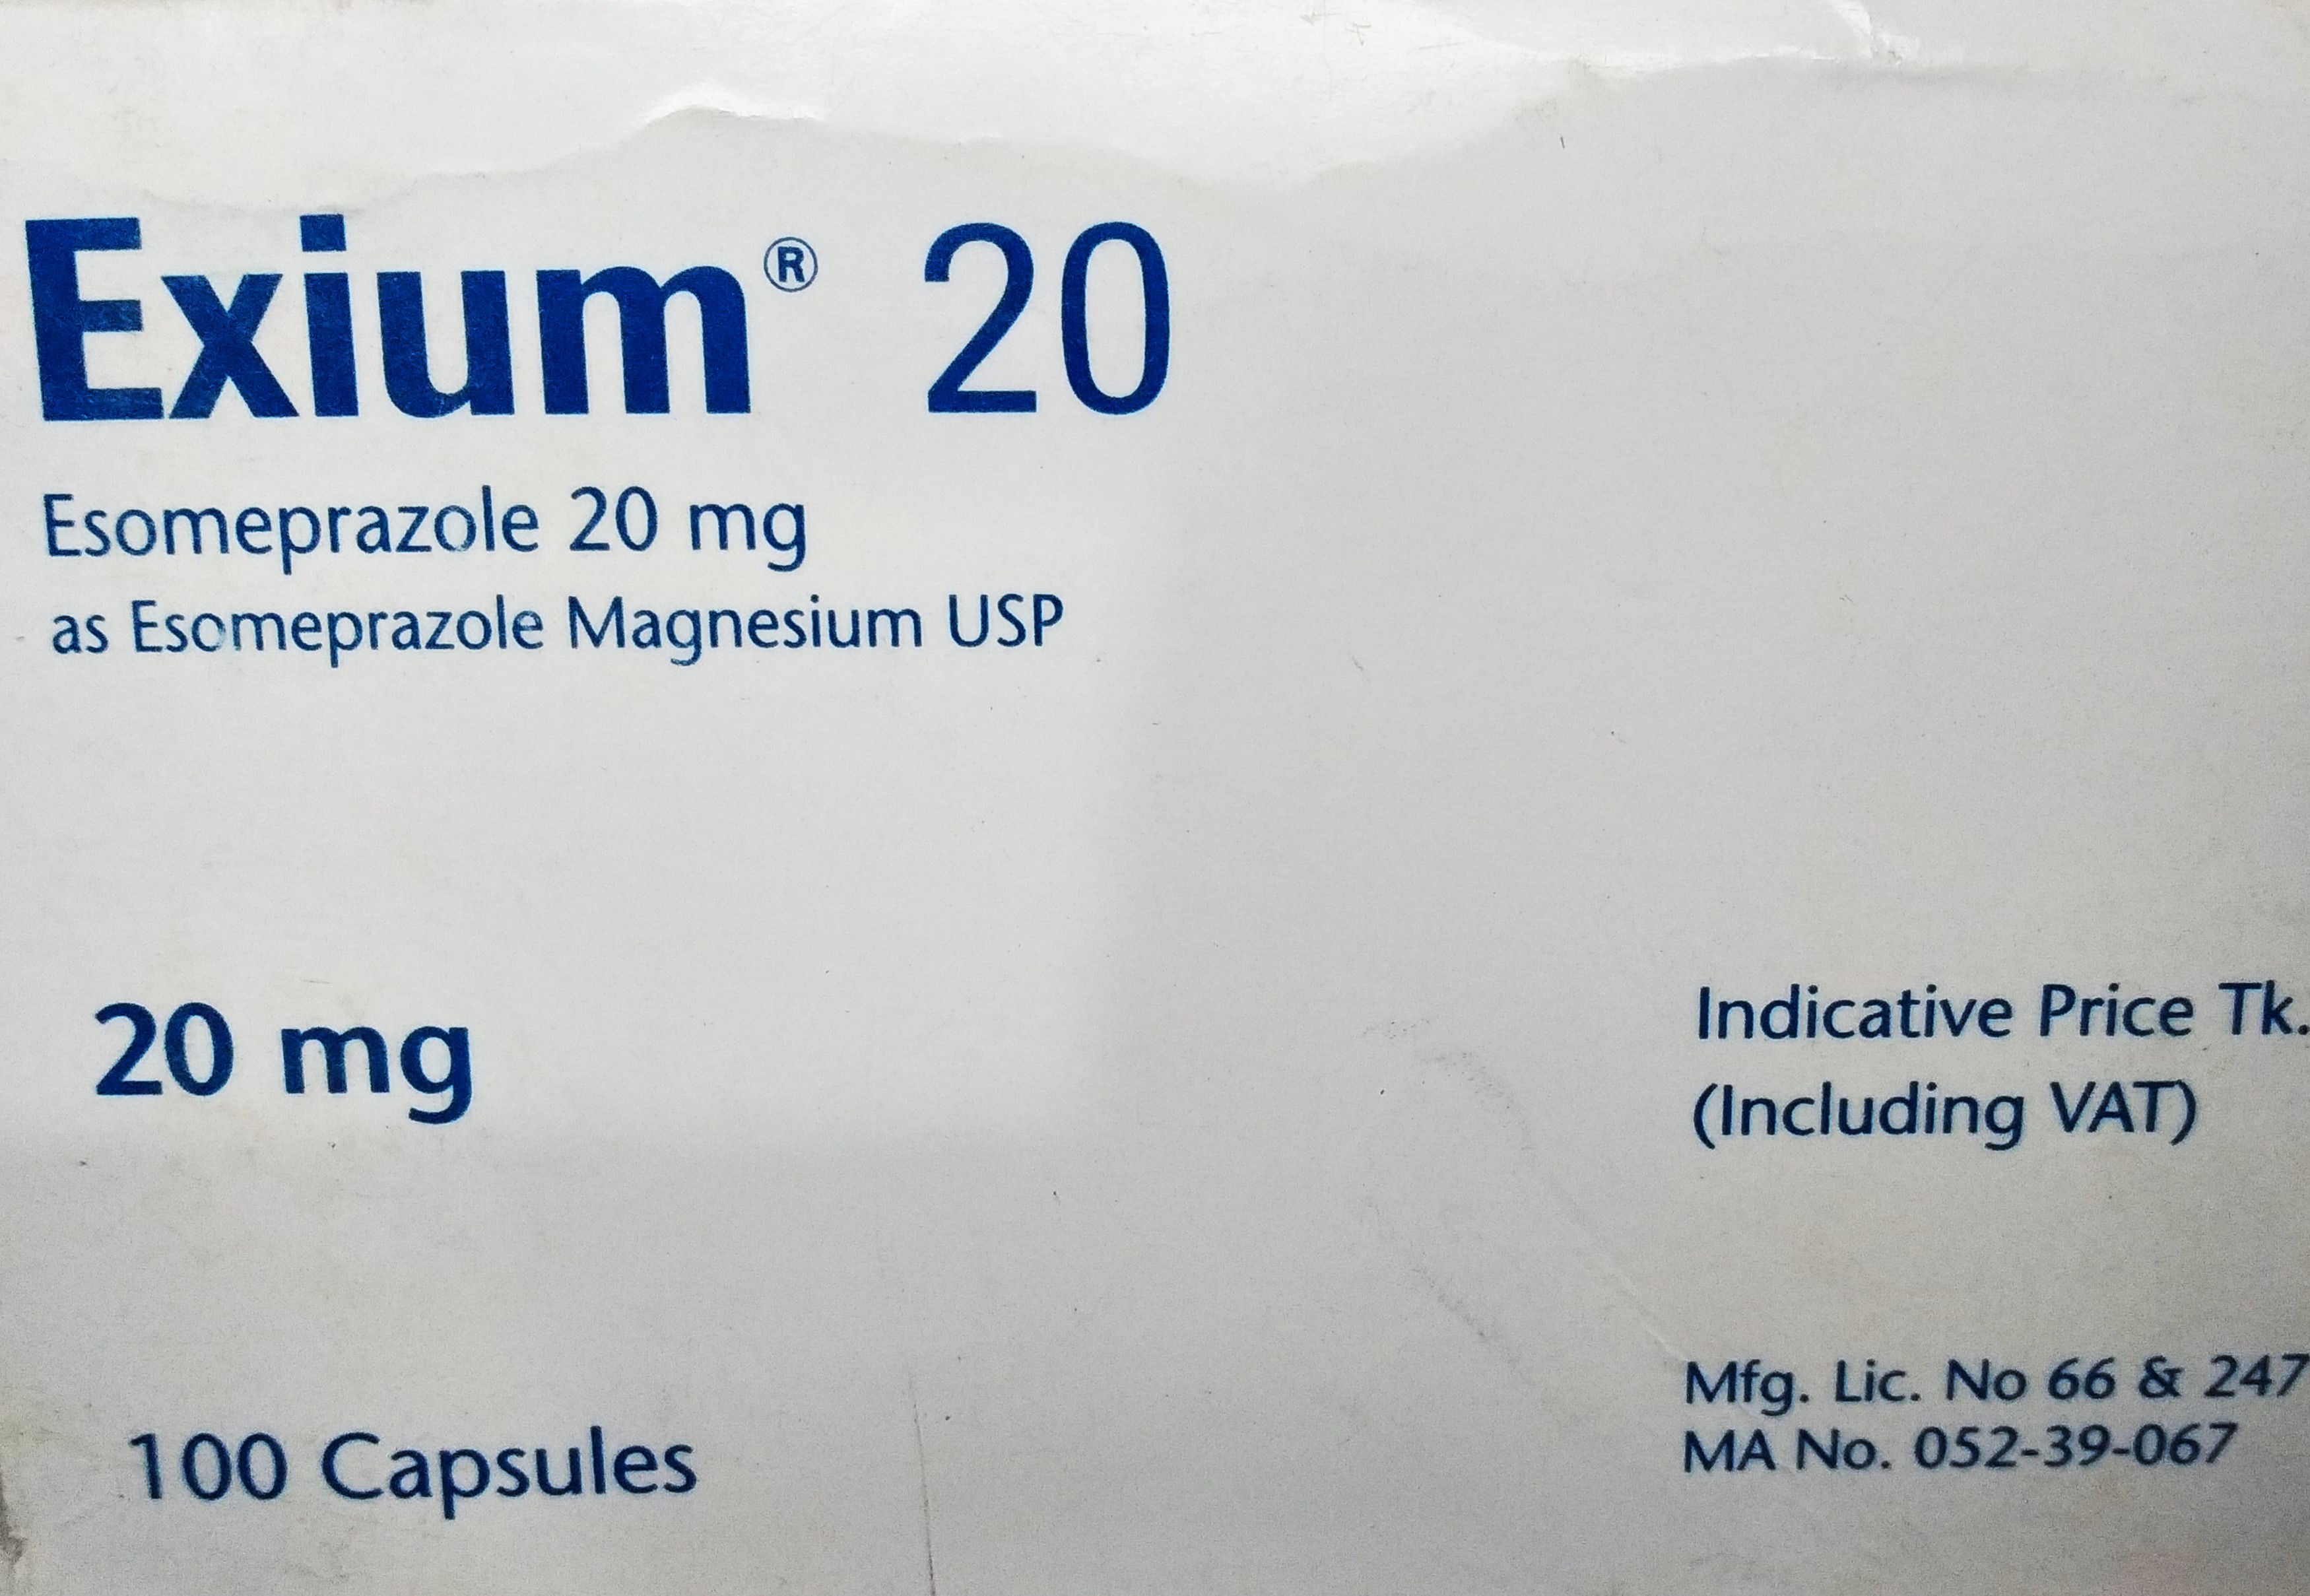 Exium® 20
Esomeprazole 20 mg
as Esomeprazole Magnesium USP
20 mg
Indicative Price Tk.
(Including VAT)
100 Capsules
Mfg. Lic. No 66 & 247
MA No. 052-39-067